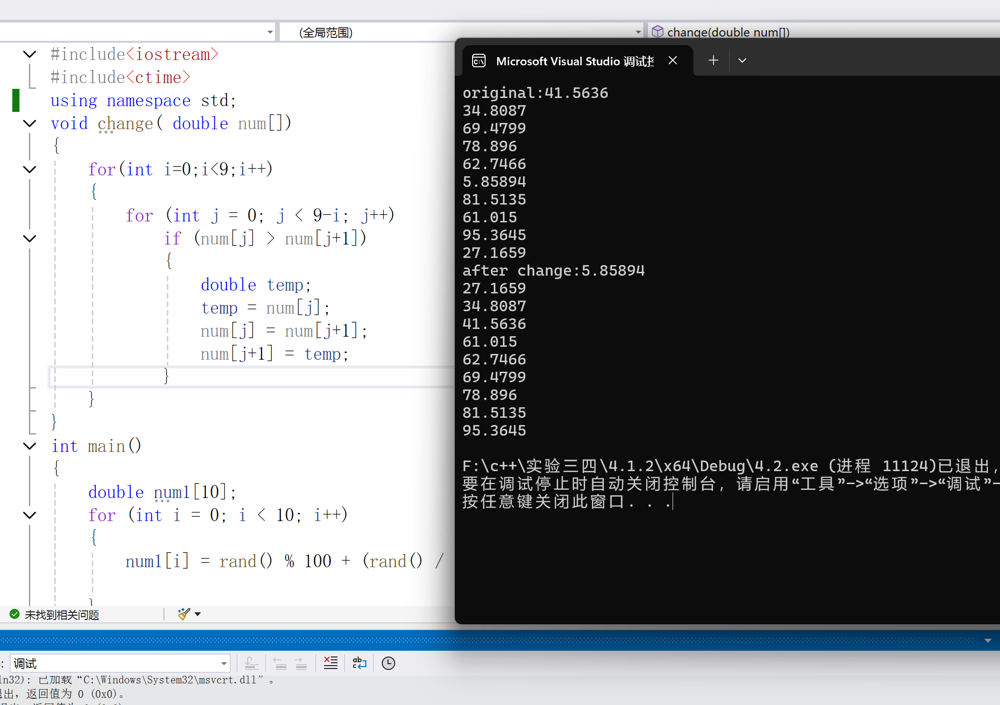 (全局范围)
change(double num[])
#include<iostream>
#include<ctime>
using namespace std;
void change( double num[])
{
for(int i=0;i<9;i++)
{
for (int j = 0; j < 9-i; j++)
if (num[j] > num[j+1])
{
double temp;
temp = num[j];
num[j] = num[j+1];
num[j+1] = temp;
}
}
}
int main()
{
double num1[10];
for (int i = 0; i < 10; i++)
{
num1[i] = rand() % 100 + (rand() /
}
未找到相关问题
Microsoft Visual Studio 调试
original:41.5636
34.8087
69.4799
78.896
62.7466
5.85894
81.5135
61.015
95.3645
27.1659
after change:5.85894
27.1659
34.8087
41.5636
61.015
62.7466
69.4799
78.896
81.5135
95.3645
F:\c++\实验三四\4.1.2\x64\Debug\4.2.exe (进程 11124)已退出,
要在调试停止时自动关闭控制台, 请启用“工具”->“选项”->“调试”-
按任意键关闭此窗口. . .
调试
in32): 已加载“C:\Windows\System32\msvcrt.dll”。
出, 返回值为 0 (0x0)。